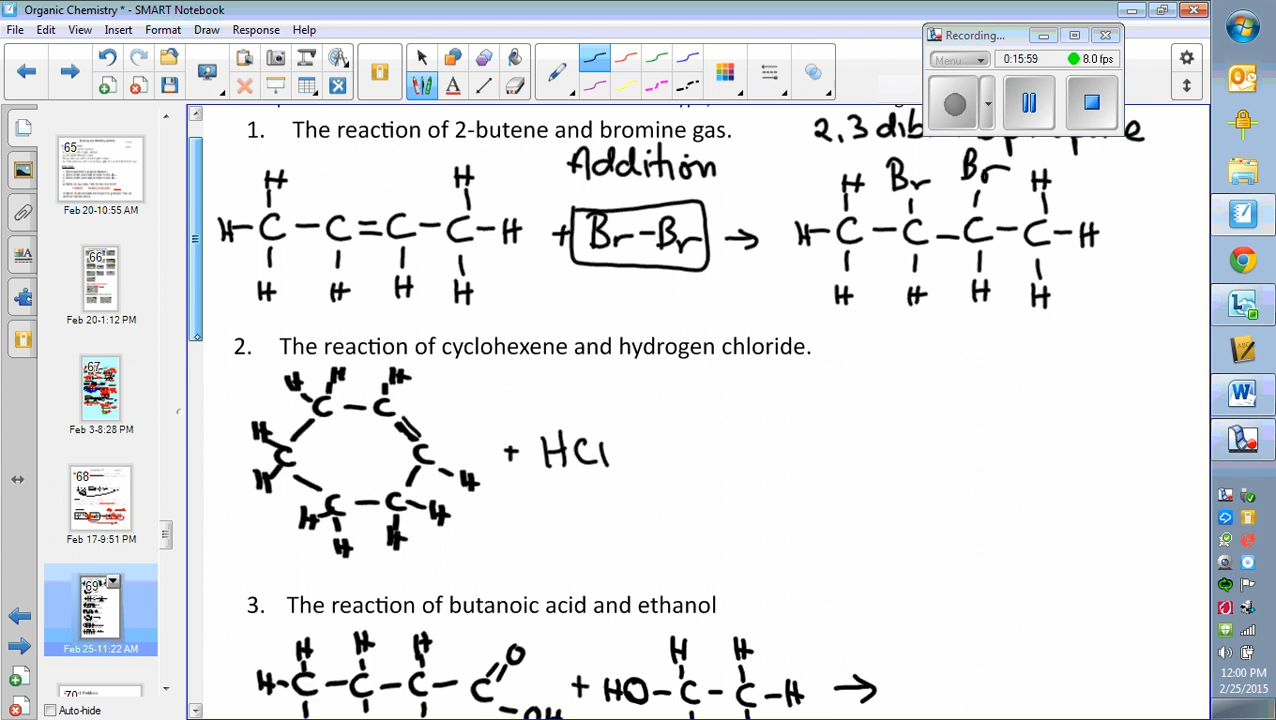 Organic Chemistry * - SMART Notebook
File Edit View Insert Format Draw Response Help
Recording...
Menu 0:15:59 8.0 fps
1. The reaction of 2-butene and bromine gas.
2,3 dib
Addition
H H H Br Br H
H-C-C=C-C-H + Br-Br → H-C-C-C-C-H
H H H H H H H H
2. The reaction of cyclohexene and hydrogen chloride.
H H H
C-C
H C C + HCl
H H
H C-C H
H H
3. The reaction of butanoic acid and ethanol
H H H O H H
H-C-C-C-C + HO-C-C-H →
OH
65
Feb 20-10:55 AM
66
Feb 20-1:12 PM
67
Feb 3-8:28 PM
68
Feb 17-9:51 PM
69
Feb 25-11:22 AM
70
Auto-hide
12:00 PM
2/25/2015